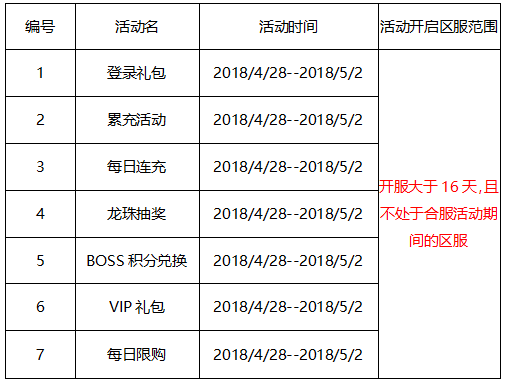 编号 活动名 活动时间 活动开启区服范围
1 登录礼包 2018/4/28--2018/5/2
2 累充活动 2018/4/28--2018/5/2
3 每日连充 2018/4/28--2018/5/2
4 龙珠抽奖 2018/4/28--2018/5/2
5 BOSS 积分兑换 2018/4/28--2018/5/2
6 VIP 礼包 2018/4/28--2018/5/2
7 每日限购 2018/4/28--2018/5/2
开服大于 16 天,且
不处于合服活动期
间的区服